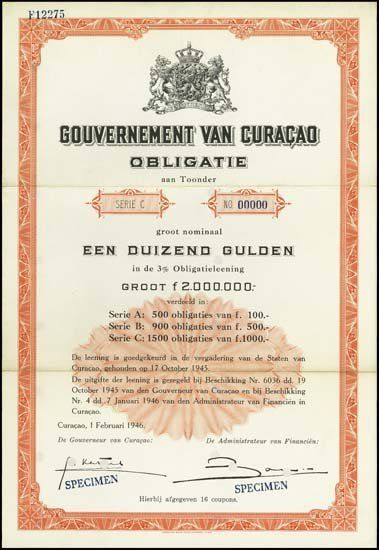 F12275
GOUVERNEMENT VAN CURAÇAO
OBLIGATIE
aan Toonder
SERIE C
NO. 00000
groot nominaal
EEN DUIZEND GULDEN
in de 3% Obligatieleening
GROOT f 2.000.000,-
verdeeld in:
Serie A: 500 obligaties van f. 100.-
Serie B: 900 obligaties van f. 500,-
Serie C: 1500 obligaties van f.1000.-
De leening is goedgekeurd in de vergadering van de Staten van
Curaçao, gehouden op 17 October 1945.
De uitgifte der leening is geregeld bij Beschikking Nr. 6036 dd. 19
October 1945 van den Gouverneur van Curaçao en bij Beschikking
Nr. 4 dd. 7 Januari 1946 van den Administrateur van Financiën in
Curaçao.
Curaçao, 1 Februari 1946.
De Gouverneur van Curaçao:
De Administrateur van Financiën:
SPECIMEN
SPECIMEN
Hierbij afgegeven 16 coupons.